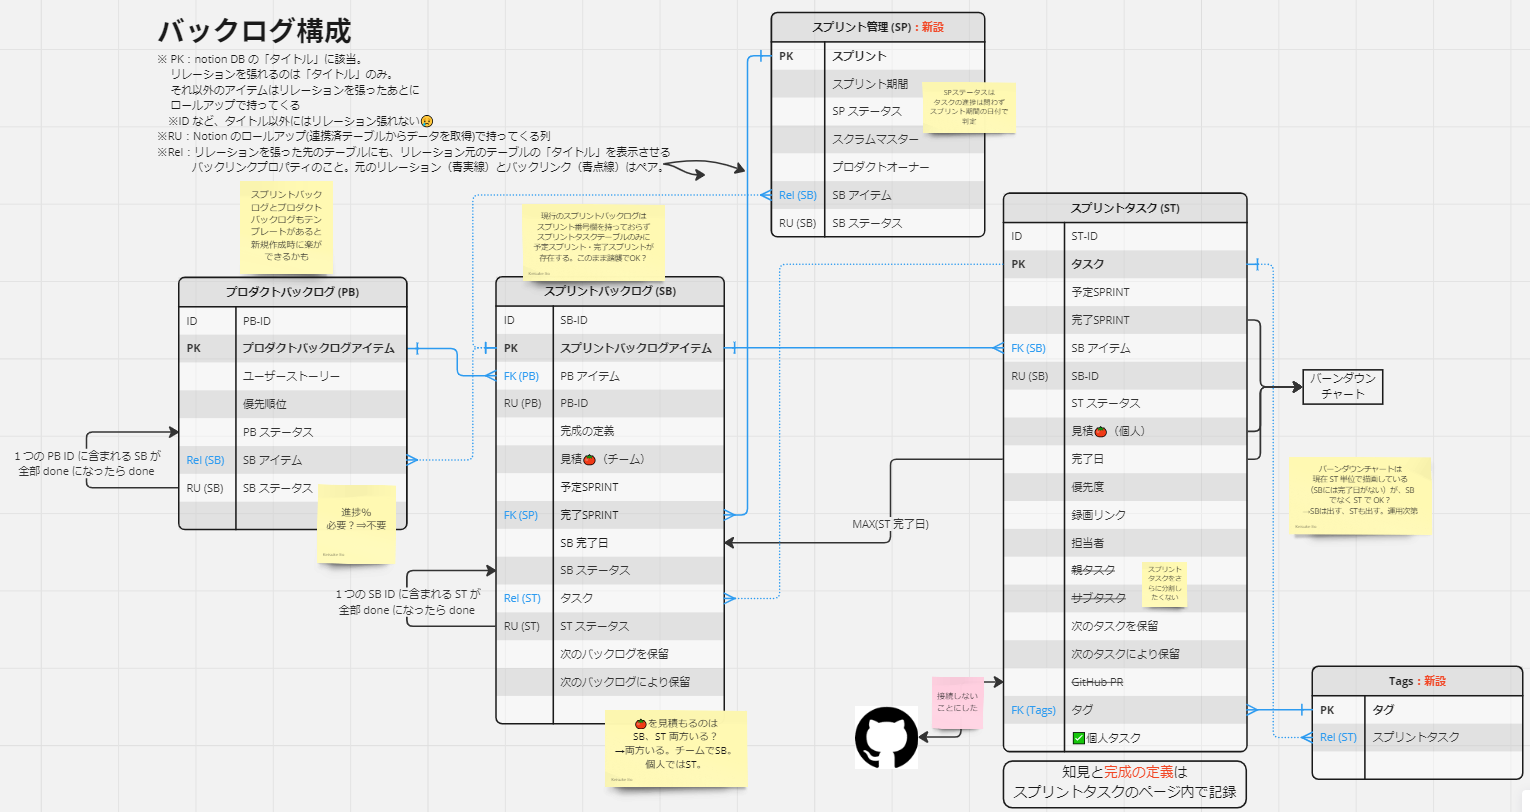 バックログ構成
※ PK：notion DB の「タイトル」に該当。
リレーションを張れるのは「タイトル」のみ。
それ以外のアイテムはリレーションを張ったあとに
ロールアップで持ってくる
※ID など、タイトル以外にはリレーション張れない😥
※RU：Notion のロールアップ(連携済テーブルからデータを取得)で持ってくる列
※Rel：リレーションを張った先のテーブルにも、リレーション元のテーブルの「タイトル」を表示させる
バックリンクプロパティのこと。元のリレーション（青実線）とバックリンク（青点線）はペア。
スプリントバック
ログとプロダクト
バックログもテン
プレートがあると
新規作成時に楽が
できるかも
プロダクトバックログ (PB)
ID PB-ID
PK プロダクトバックログアイテム
ユーザーストーリー
優先順位
PB ステータス
Rel (SB) SB アイテム
RU (SB) SB ステータス
1 つの PB ID に含まれる SB が
全部 done になったら done
進捗％
必要？⇒不要
現行のスプリントバックログは
スプリント番号欄を持っておらず
スプリントタスクテーブルのみに
予定スプリント・完了スプリントが
存在する。このまま踏襲でOK？
スプリントバックログ (SB)
ID SB-ID
PK スプリントバックログアイテム
FK (PB) PB アイテム
RU (PB) PB-ID
完成の定義
見積🍅（チーム）
予定SPRINT
FK (SP) 完了SPRINT
SB 完了日
SB ステータス
Rel (ST) タスク
RU (ST) ST ステータス
次のバックログを保留
次のバックログにより保留
1 つの SB ID に含まれる ST が
全部 done になったら done
🍅を見積もるのは
SB、ST 両方いる？
→両方いる。チームでSB。
個人ではST。
スプリント管理 (SP)：新設
PK スプリント
スプリント期間
SP ステータス
スクラムマスター
プロダクトオーナー
Rel (SB) SB アイテム
RU (SB) SB ステータス
SPステータスは
タスクの進捗は問わず
スプリント期間の日付で
判定
スプリントタスク (ST)
ID ST-ID
PK タスク
予定SPRINT
完了SPRINT
FK (SB) SB アイテム
RU (SB) SB-ID
ST ステータス
見積🍅（個人）
完了日
優先度
録画リンク
担当者
親タスク
サブタスク
次のタスクを保留
次のタスクにより保留
GitHub PR
FK (Tags) タグ
✅個人タスク
スプリント
タスクをさ
らに分割し
たくない
MAX(ST 完了日)
接続しない
ことにした
知見と完成の定義は
スプリントタスクのページ内で記録
バーンダウン
チャート
バーンダウンチャートは
現在 ST 単位で描画している
（SBには完了日がない）が、SB
でなく ST で OK？
→SBは出す、STも出す。運用次第
Tags：新設
PK タグ
Rel (ST) スプリントタスク